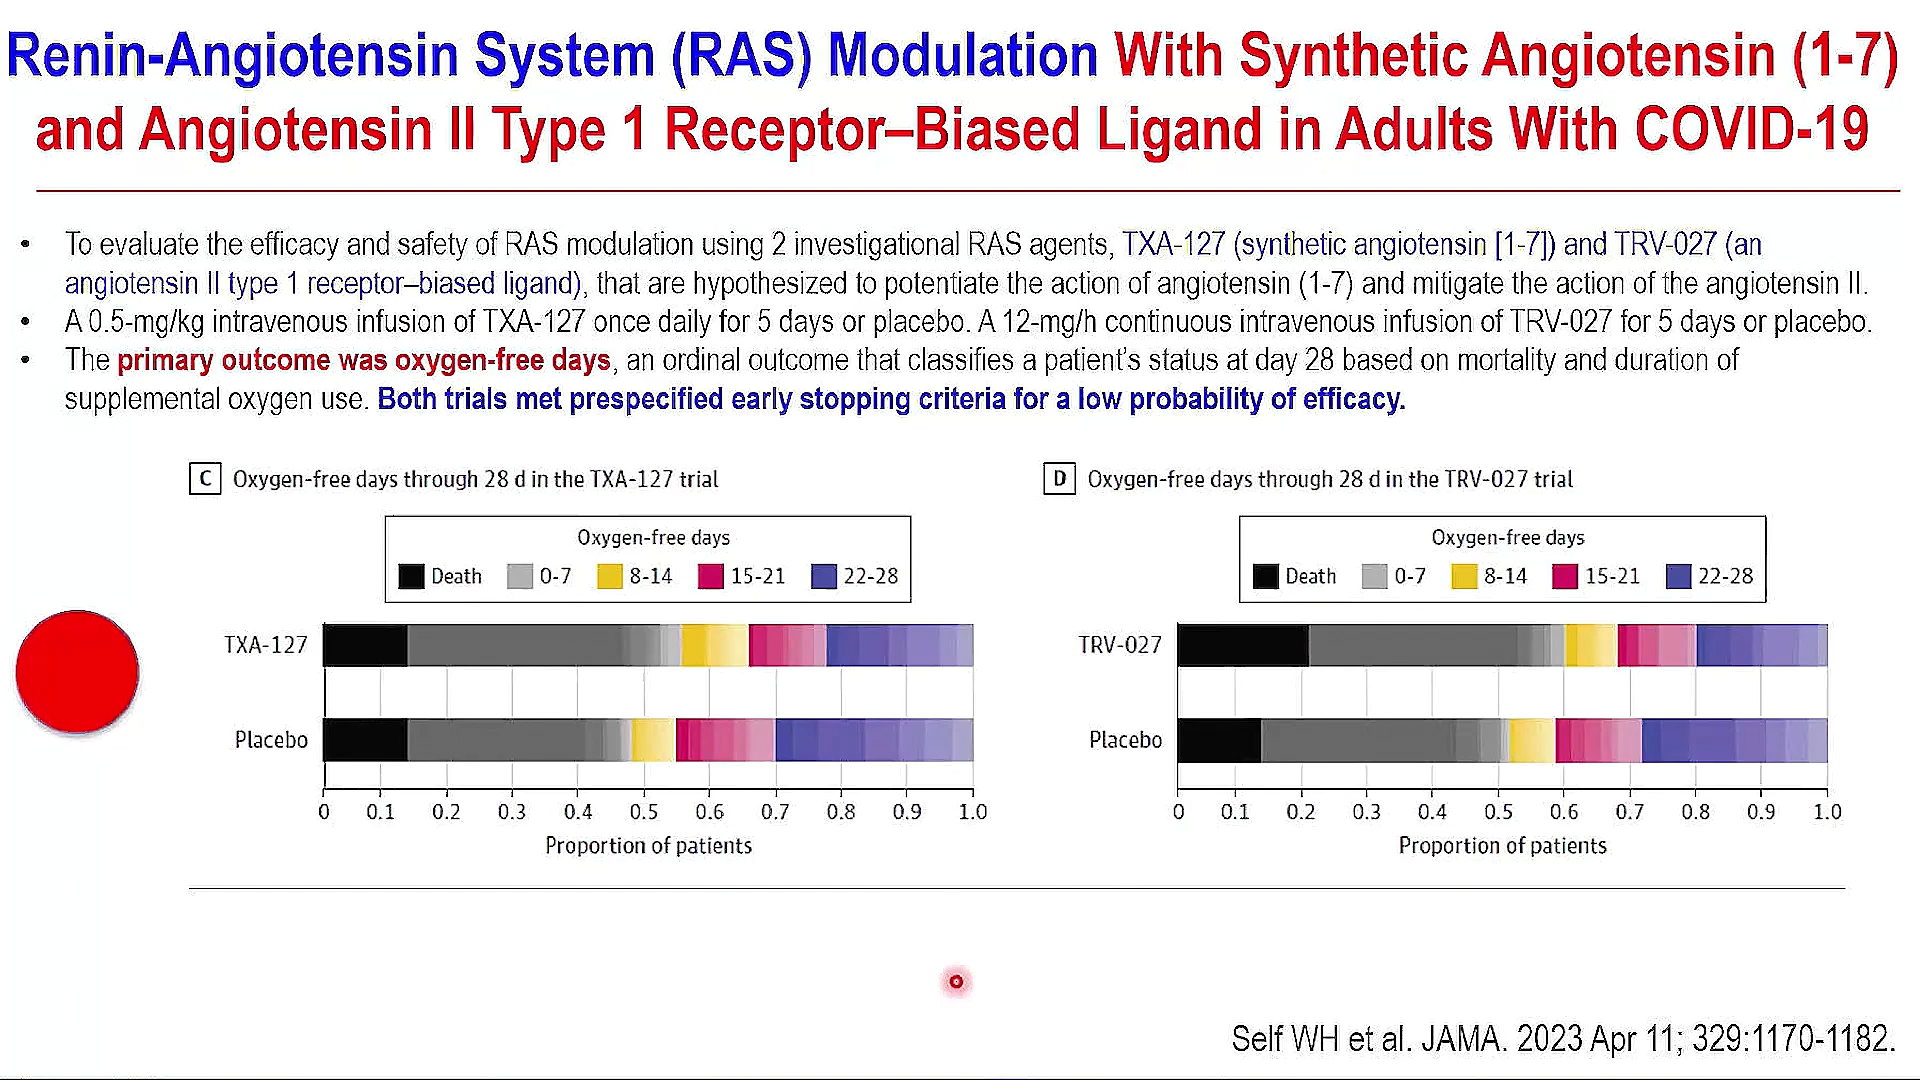 Renin-Angiotensin System (RAS) Modulation With Synthetic Angiotensin (1-7)
and Angiotensin II Type 1 Receptor–Biased Ligand in Adults With COVID-19
• To evaluate the efficacy and safety of RAS modulation using 2 investigational RAS agents, TXA-127 (synthetic angiotensin [1-7]) and TRV-027 (an
angiotensin II type 1 receptor–biased ligand), that are hypothesized to potentiate the action of angiotensin (1-7) and mitigate the action of the angiotensin II.
• A 0.5-mg/kg intravenous infusion of TXA-127 once daily for 5 days or placebo. A 12-mg/h continuous intravenous infusion of TRV-027 for 5 days or placebo.
• The primary outcome was oxygen-free days, an ordinal outcome that classifies a patient's status at day 28 based on mortality and duration of
supplemental oxygen use. Both trials met prespecified early stopping criteria for a low probability of efficacy.
C Oxygen-free days through 28 d in the TXA-127 trial
Oxygen-free days
Death 0-7 8-14 15-21 22-28
TXA-127
Placebo
0 0.1 0.2 0.3 0.4 0.5 0.6 0.7 0.8 0.9 1.0
Proportion of patients
D Oxygen-free days through 28 d in the TRV-027 trial
Oxygen-free days
Death 0-7 8-14 15-21 22-28
TRV-027
Placebo
0 0.1 0.2 0.3 0.4 0.5 0.6 0.7 0.8 0.9 1.0
Proportion of patients
Self WH et al. JAMA. 2023 Apr 11; 329:1170-1182.